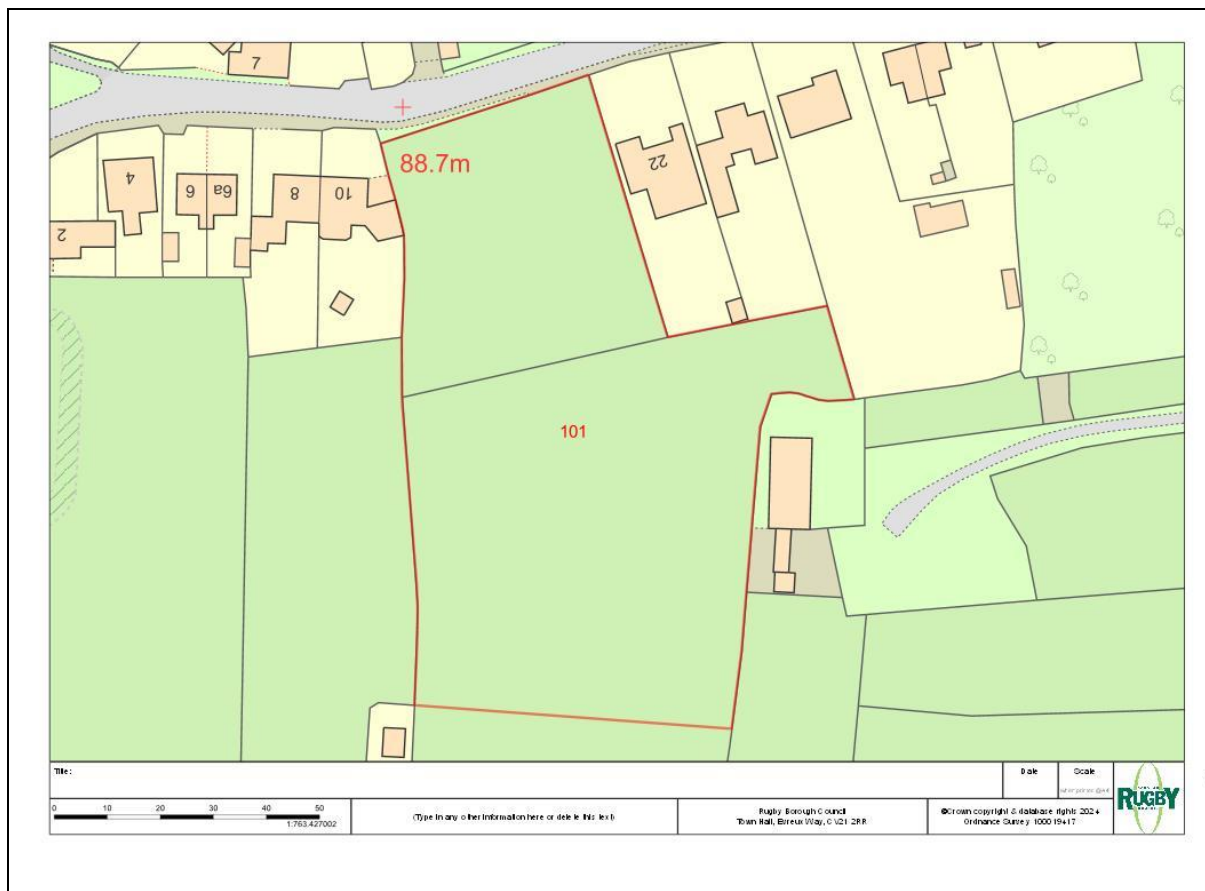 7
88.7m
4
6
6a
8
10
2
22
101
Title:
Date
Scale
RUGBY
0 10 20 30 40 50
1:763.427002
(Type in any other information here or delete this text)
Rugby Borough Council
Town Hall, Evreux Way, CV21 2RR
©Crown copyright & database rights 2024
Ordnance Survey 100019417